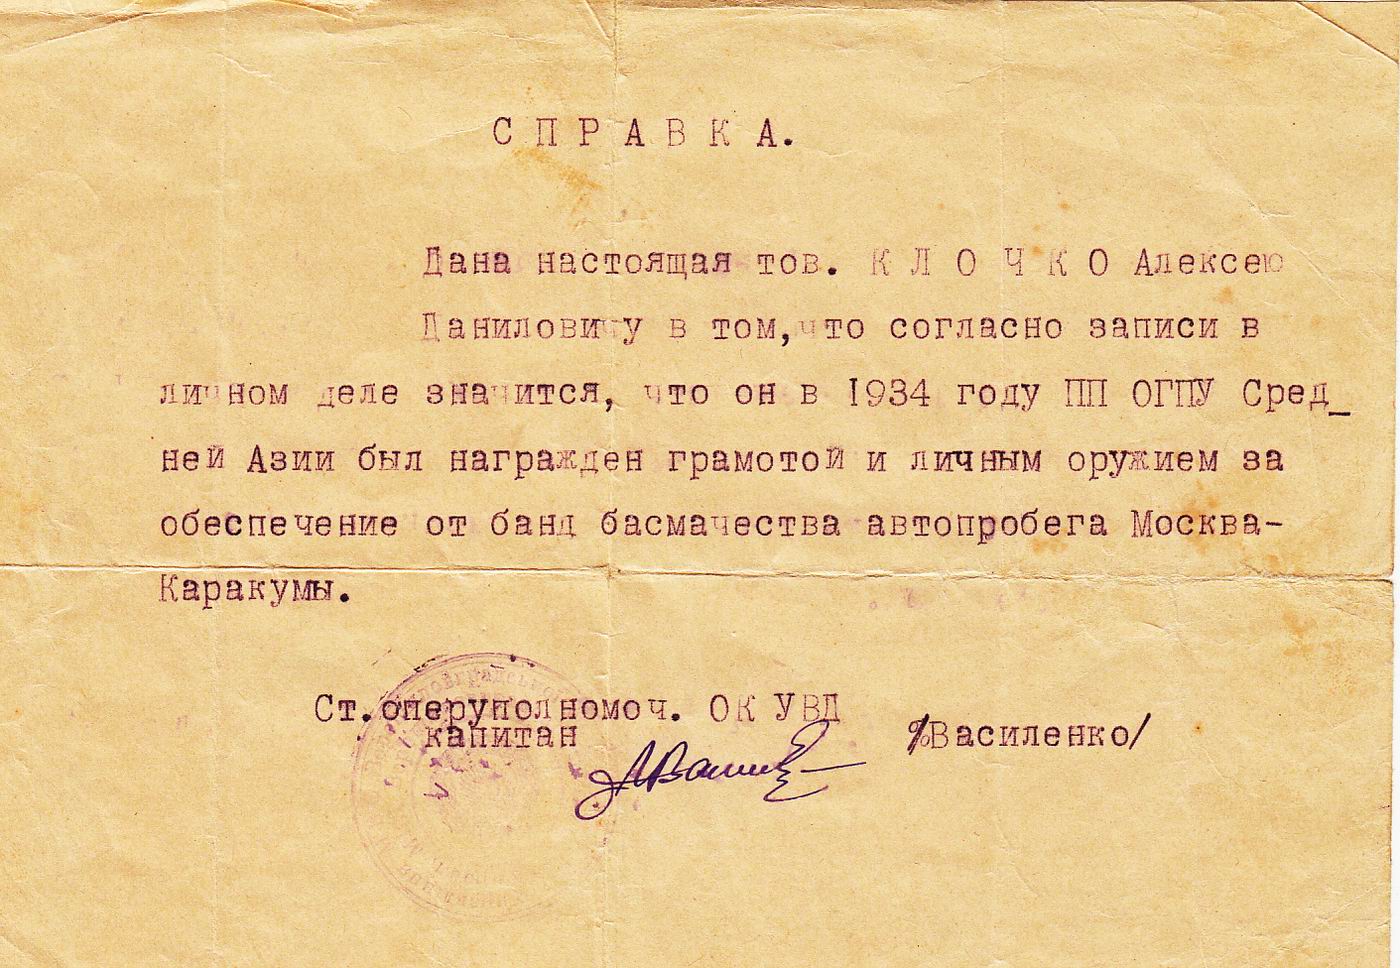 С П Р А В К А.
Дана настоящая тов. К Л О Ч К О Алексею
Даниловичу в том,что согласно записи в
личном деле значится, что он в 1934 году ПП ОГПУ Сред_
ней Азии был награжден грамотой и личным оружием за
обеспечение от банд басмачества автопробега Москва-
Каракумы.
Ст.оперуполномоч. ОК УВД
капитан
/Василенко/